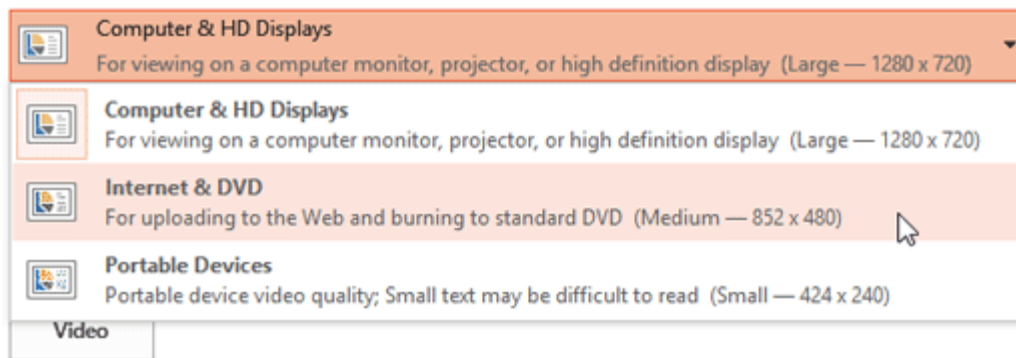 Computer & HD Displays
For viewing on a computer monitor, projector, or high definition display (Large — 1280 x 720)
Computer & HD Displays
For viewing on a computer monitor, projector, or high definition display (Large — 1280 x 720)
Internet & DVD
For uploading to the Web and burning to standard DVD (Medium — 852 x 480)
Portable Devices
Portable device video quality; Small text may be difficult to read (Small — 424 x 240)
Video